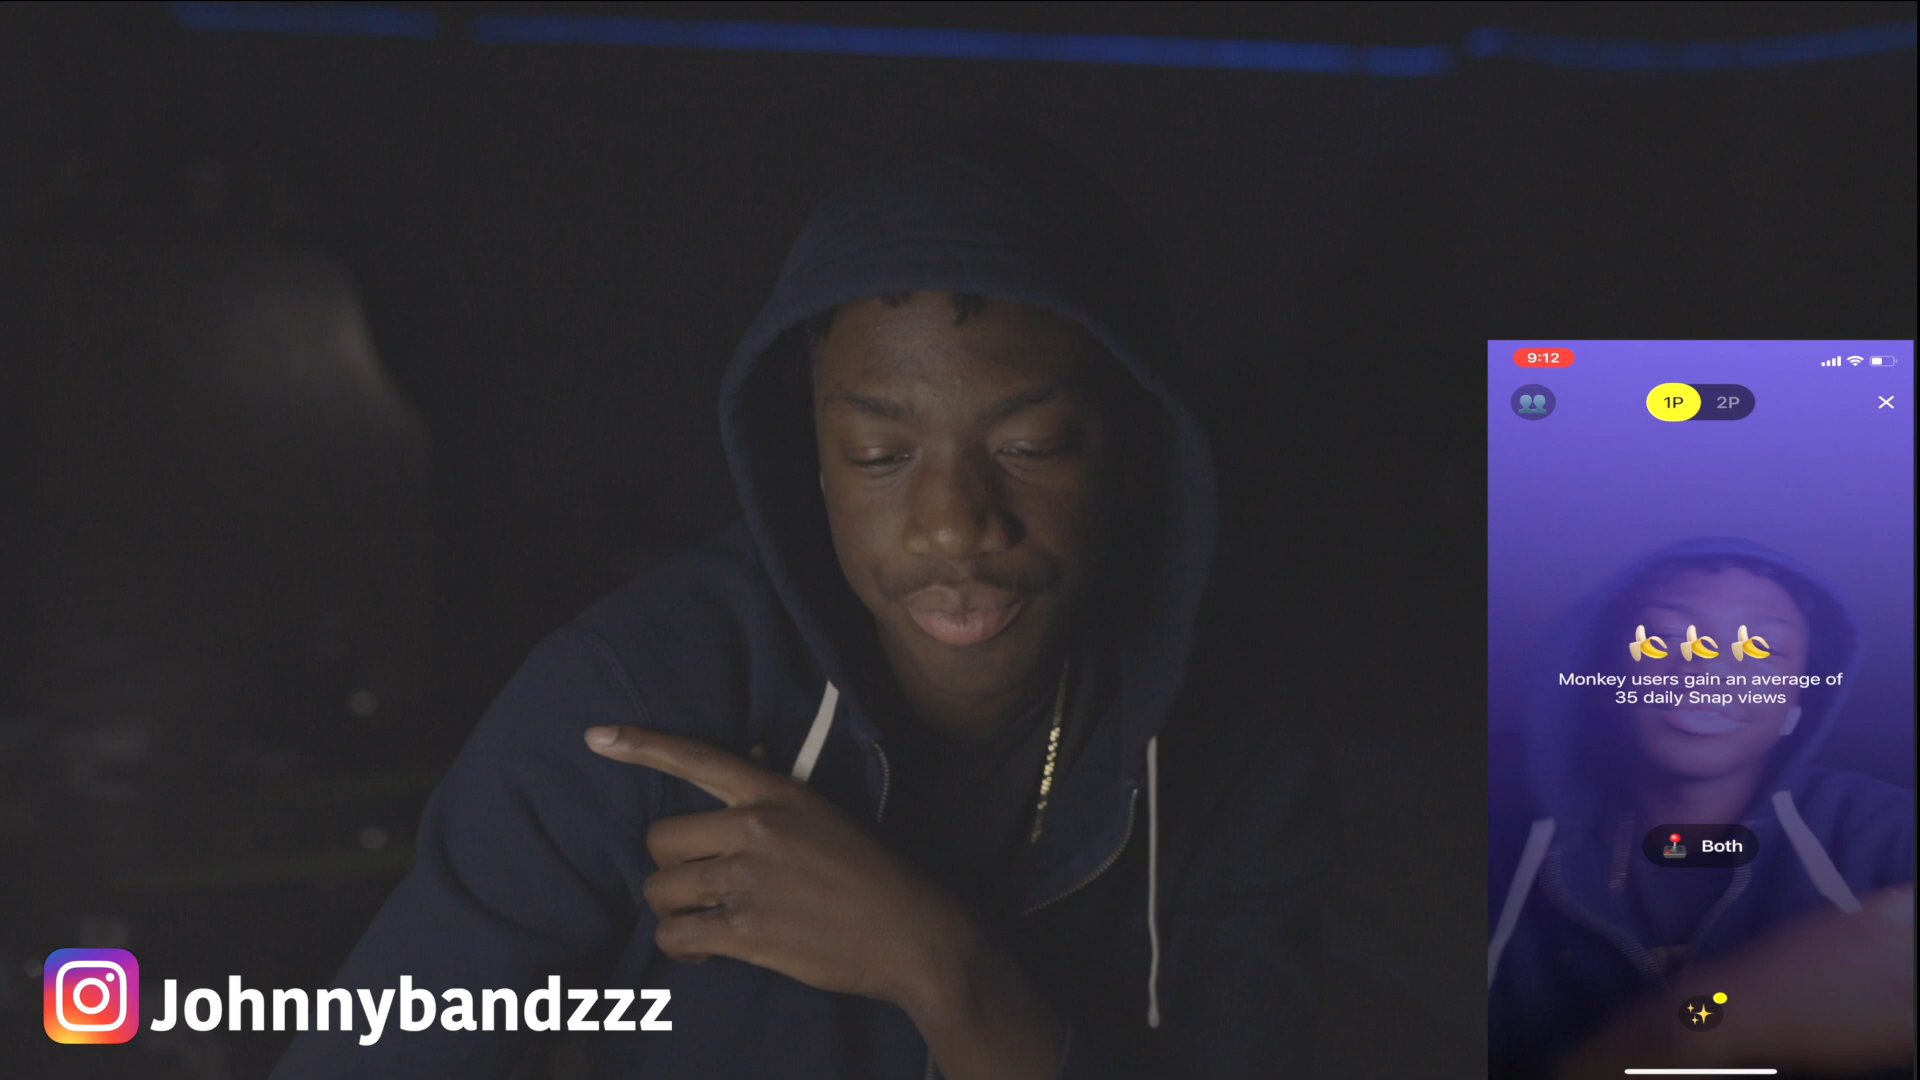 9:12
1P 2P
Monkey users gain an average of
35 daily Snap views
Both
Johnnybandzzz